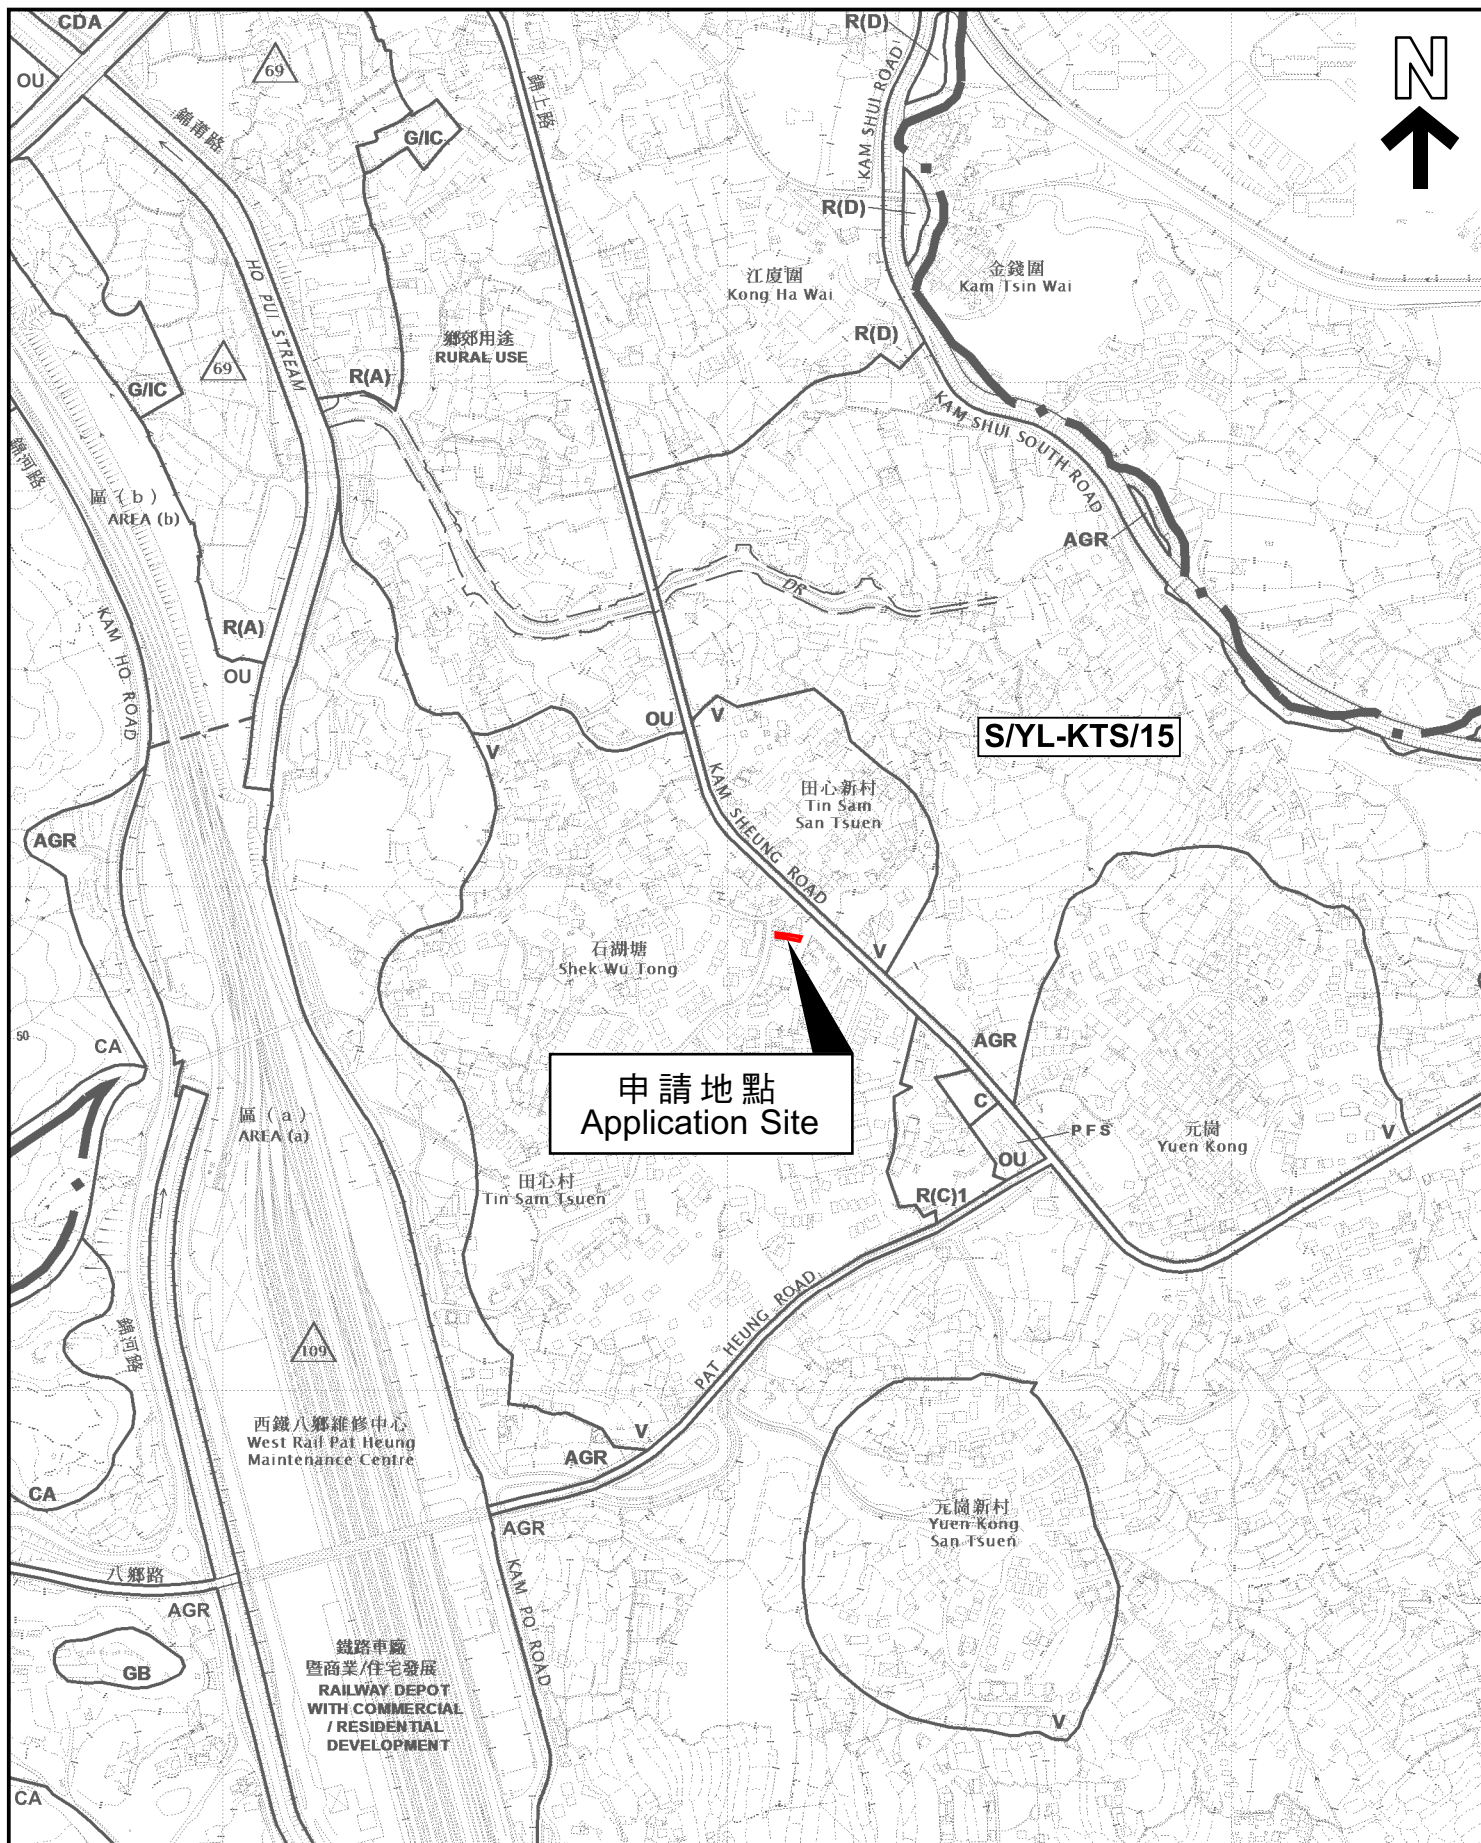 CDA
R(D)
N
OU
69
錦上路
KAM SHUI ROAD
錦莆路
G/IC
R(D)
HO PUI STREAM
江廈圍
Kong Ha Wai
金錢圍
Kam Tsin Wai
鄉郊用途
RURAL USE
R(D)
69
R(A)
G/IC
KAM SHUI SOUTH ROAD
錦河路
區（b）
AREA (b)
AGR
DR
KAM HO ROAD
R(A)
OU
OU
V
V
S/YL-KTS/15
KAM SHEUNG ROAD
田心新村
Tin Sam
San Tsuen
AGR
石湖塘
Shek Wu Tong
V
50
CA
AGR
申請地點
Application Site
C
區（a）
AREA (a)
PFS
元崗
Yuen Kong
V
OU
田心村
Tin Sam Tsuen
R(C)1
錦河路
109
PAT HEUNG ROAD
西鐵八鄉維修中心
West Rail Pat Heung
Maintenance Centre
V
AGR
CA
元崗新村
Yuen Kong
San Tsuen
AGR
八鄉路
KAM PO ROAD
AGR
鐵路車廠
暨商業/住宅發展
RAILWAY DEPOT
WITH COMMERCIAL
/ RESIDENTIAL
DEVELOPMENT
GB
V
CA